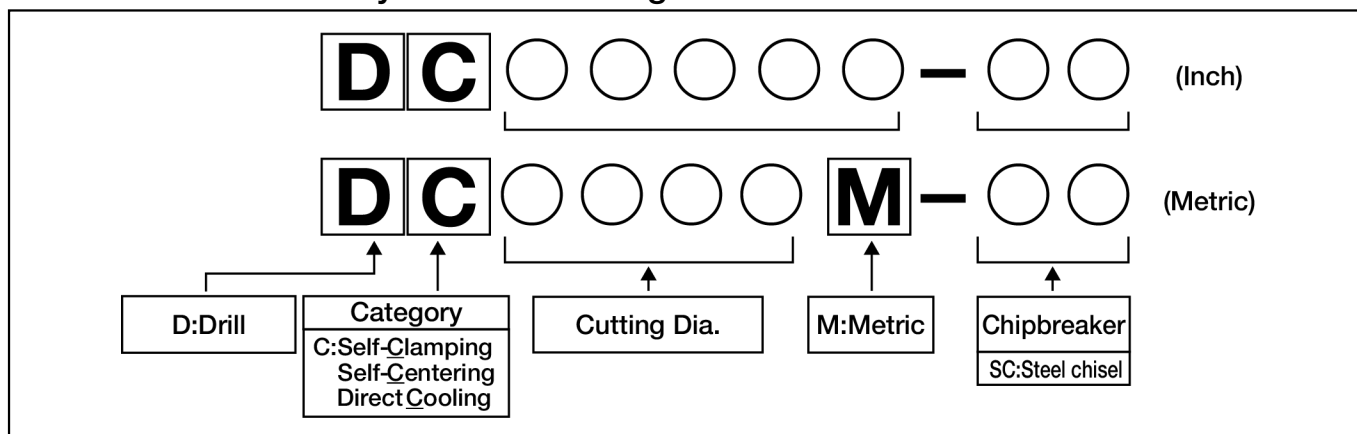 D C — (Inch)
D C M — (Metric)
D:Drill
Category
C:Self-Clamping
Self-Centering
Direct Cooling
Cutting Dia.
M:Metric
Chipbreaker
SC:Steel chisel